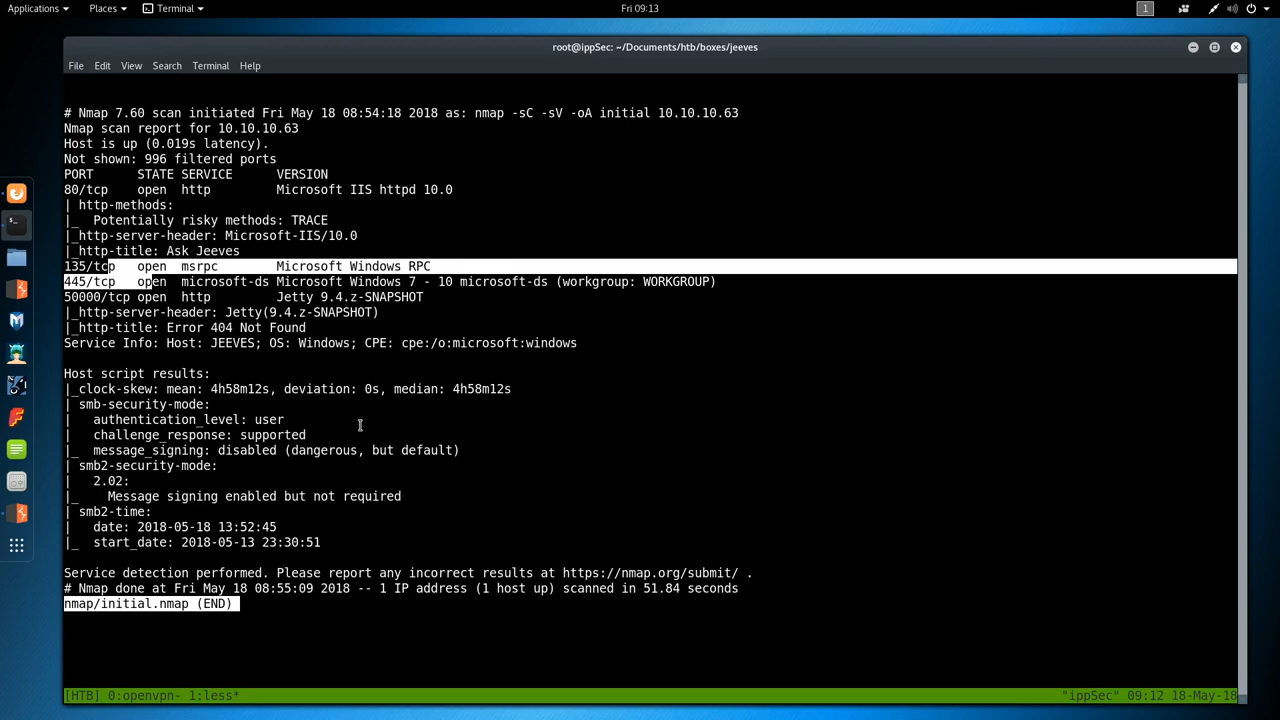 Applications Places Terminal Fri 09:13 1
root@ippSec: ~/Documents/htb/boxes/jeeves
File Edit View Search Terminal Help
# Nmap 7.60 scan initiated Fri May 18 08:54:18 2018 as: nmap -sC -sV -oA initial 10.10.10.63
Nmap scan report for 10.10.10.63
Host is up (0.019s latency).
Not shown: 996 filtered ports
PORT      STATE SERVICE      VERSION
80/tcp    open  http         Microsoft IIS httpd 10.0
| http-methods:
|_  Potentially risky methods: TRACE
|_http-server-header: Microsoft-IIS/10.0
|_http-title: Ask Jeeves
135/tcp   open  msrpc        Microsoft Windows RPC
445/tcp   open  microsoft-ds Microsoft Windows 7 - 10 microsoft-ds (workgroup: WORKGROUP)
50000/tcp open  http         Jetty 9.4.z-SNAPSHOT
|_http-server-header: Jetty(9.4.z-SNAPSHOT)
|_http-title: Error 404 Not Found
Service Info: Host: JEEVES; OS: Windows; CPE: cpe:/o:microsoft:windows
Host script results:
|_clock-skew: mean: 4h58m12s, deviation: 0s, median: 4h58m12s
| smb-security-mode:
|   authentication_level: user
|   challenge_response: supported
|_  message_signing: disabled (dangerous, but default)
| smb2-security-mode:
|   2.02:
|_    Message signing enabled but not required
| smb2-time:
|   date: 2018-05-18 13:52:45
|_  start_date: 2018-05-13 23:30:51
Service detection performed. Please report any incorrect results at https://nmap.org/submit/ .
# Nmap done at Fri May 18 08:55:09 2018 -- 1 IP address (1 host up) scanned in 51.84 seconds
nmap/initial.nmap (END)
[HTB] 0:openvpn- 1:less* "ippSec" 09:12 18-May-18